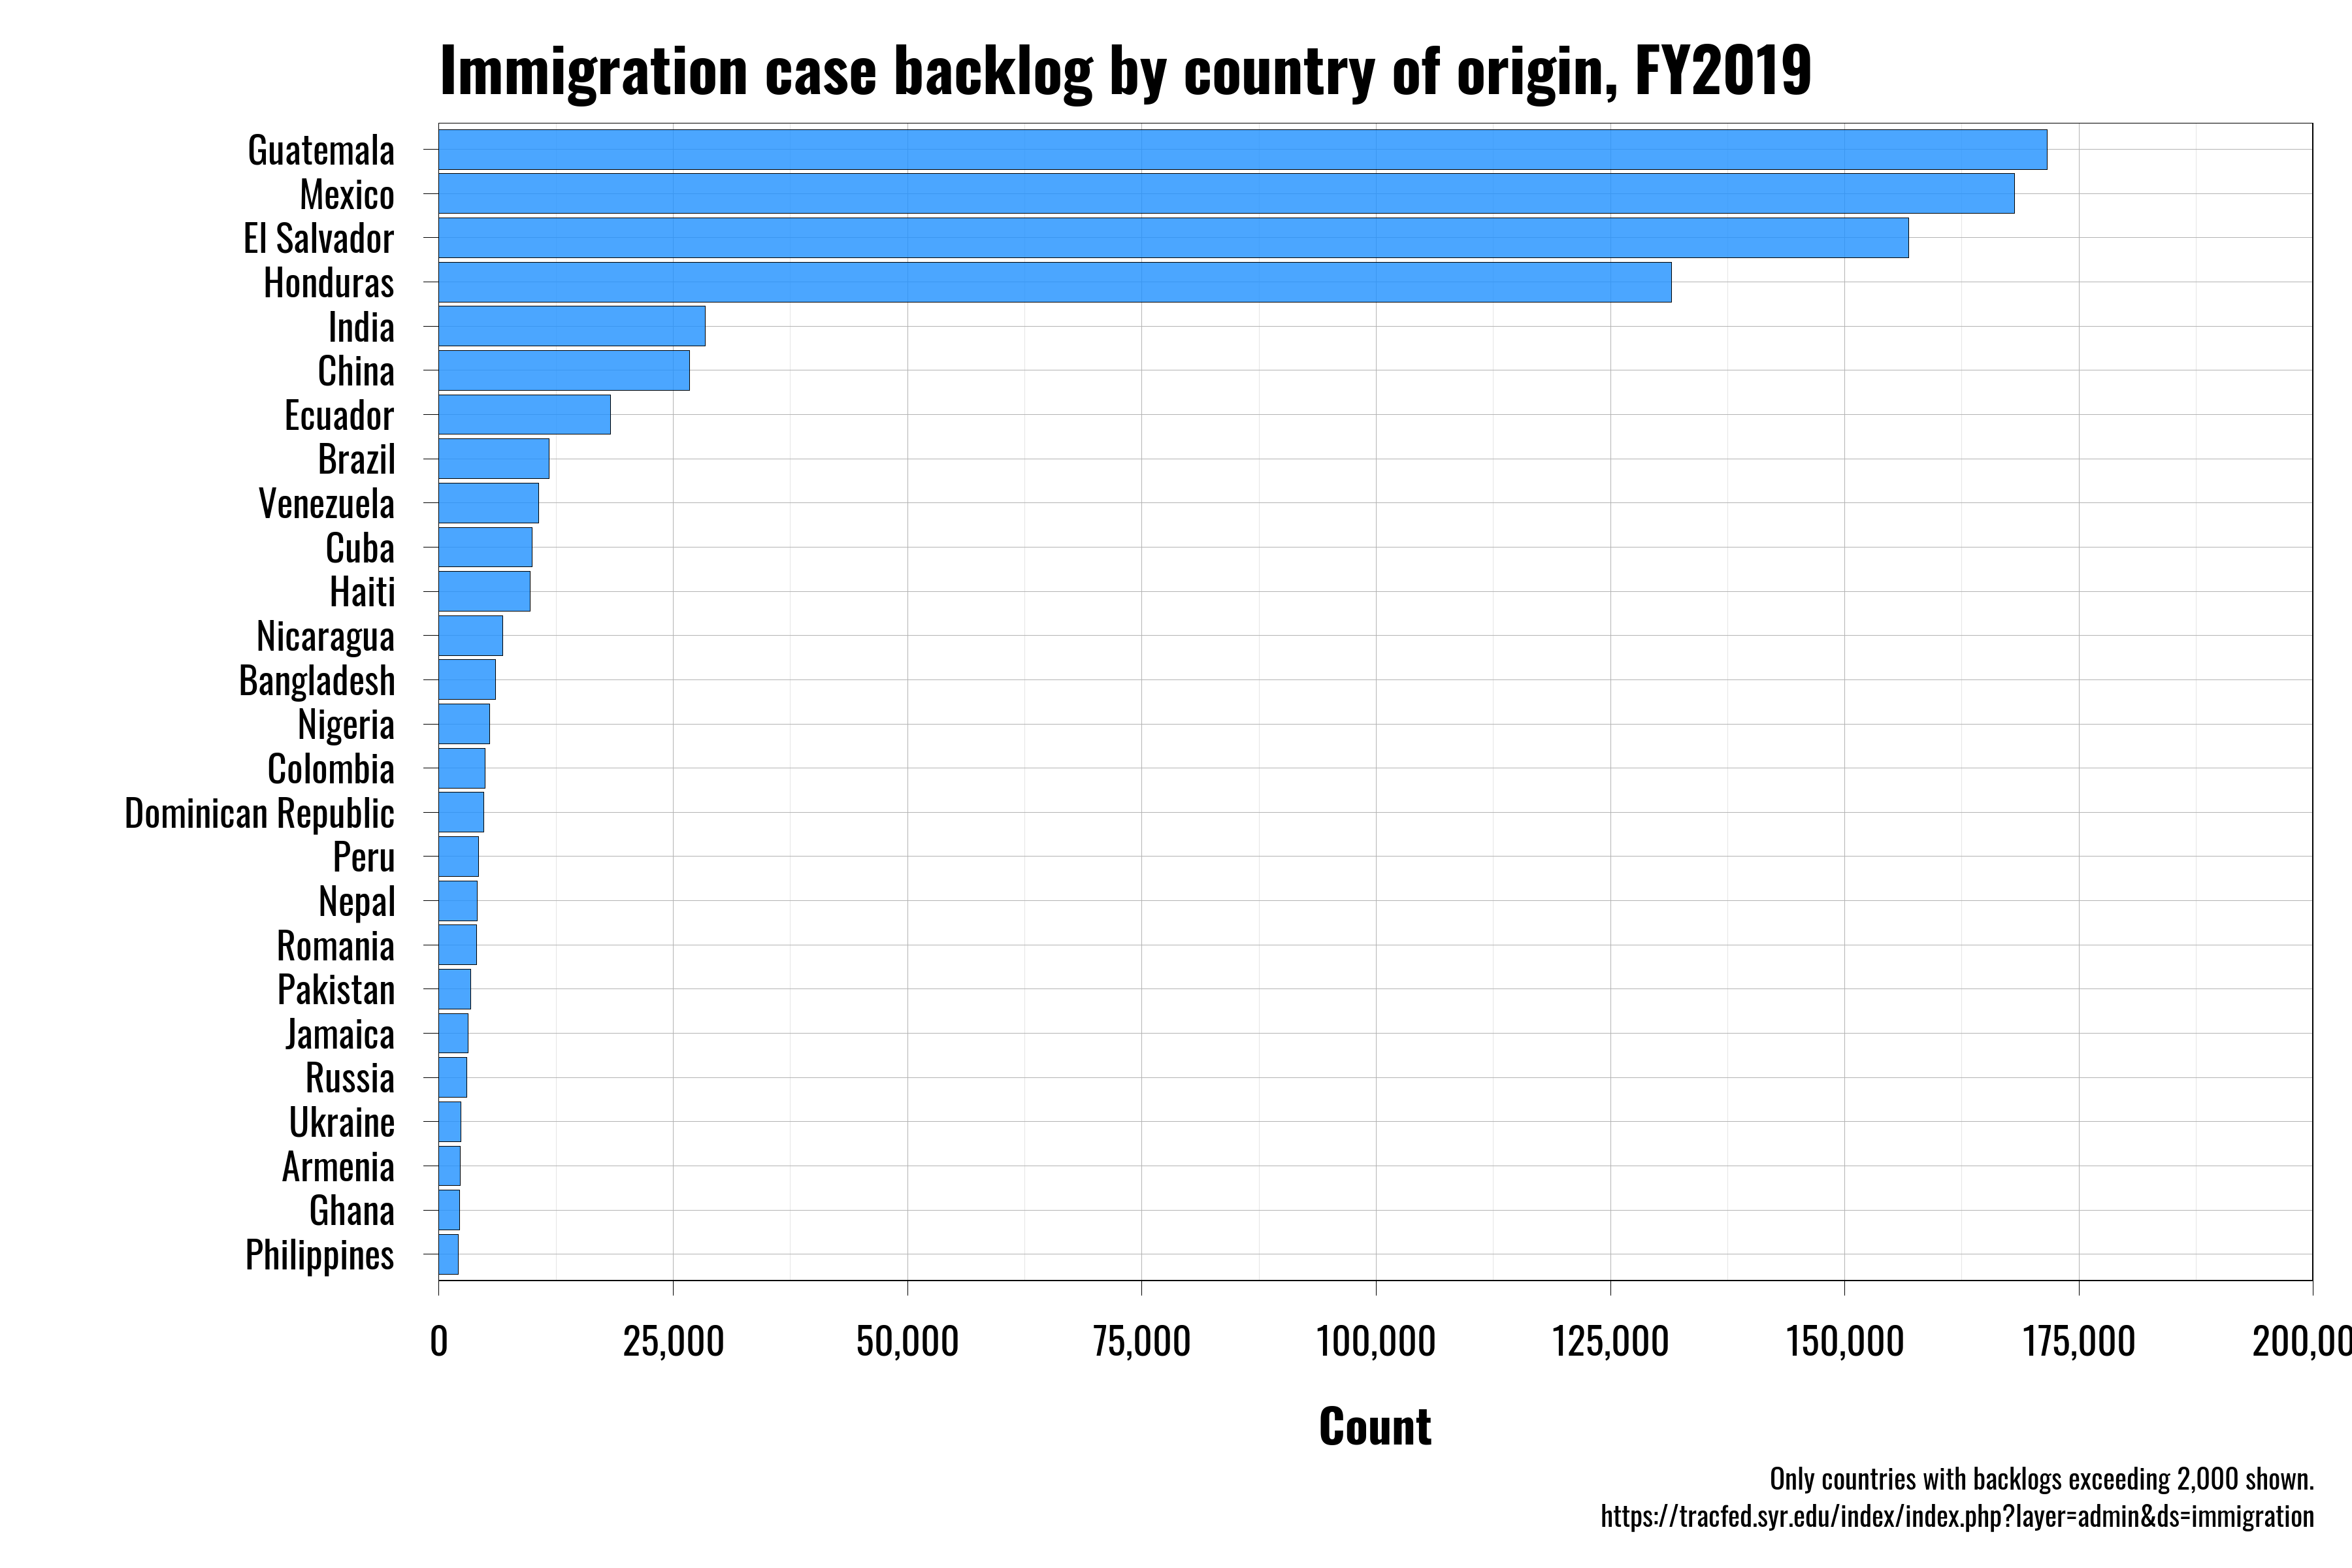 Immigration case backlog by country of origin, FY2019
Guatemala
Mexico
El Salvador
Honduras
India
China
Ecuador
Brazil
Venezuela
Cuba
Haiti
Nicaragua
Bangladesh
Nigeria
Colombia
Dominican Republic
Peru
Nepal
Romania
Pakistan
Jamaica
Russia
Ukraine
Armenia
Ghana
Philippines
0 25,000 50,000 75,000 100,000 125,000 150,000 175,000 200,00
Count
Only countries with backlogs exceeding 2,000 shown.
https://tracfed.syr.edu/index/index.php?layer=admin&ds=immigration